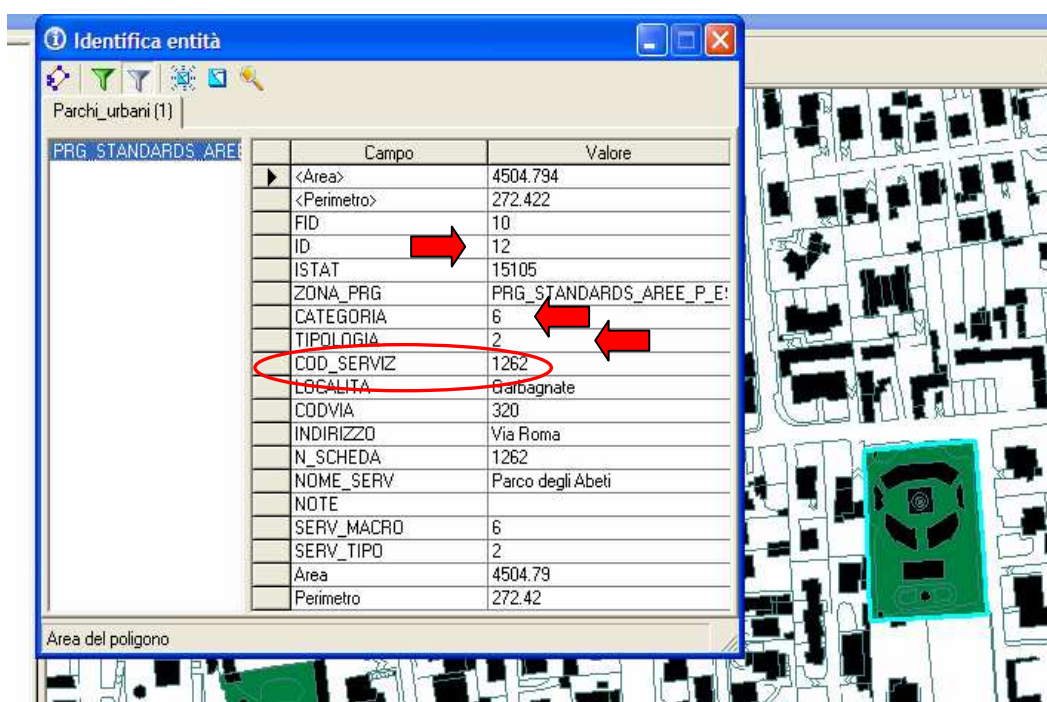 Identifica entità
Parchi_urbani (1)
PRG_STANDARDS_AREE
Campo Valore
<Area> 4504.794
<Perimetro> 272.422
FID 10
ID 12
ISTAT 15105
ZONA_PRG PRG_STANDARDS_AREE_P_E
CATEGORIA 6
TIPOLOGIA 2
COD_SERVIZ 1262
LOCALITA Garbagnate
CODVIA 320
INDIRIZZO Via Roma
N_SCHEDA 1262
NOME_SERV Parco degli Abeti
NOTE
SERV_MACRO 6
SERV_TIPO 2
Area 4504.79
Perimetro 272.42
Area del poligono